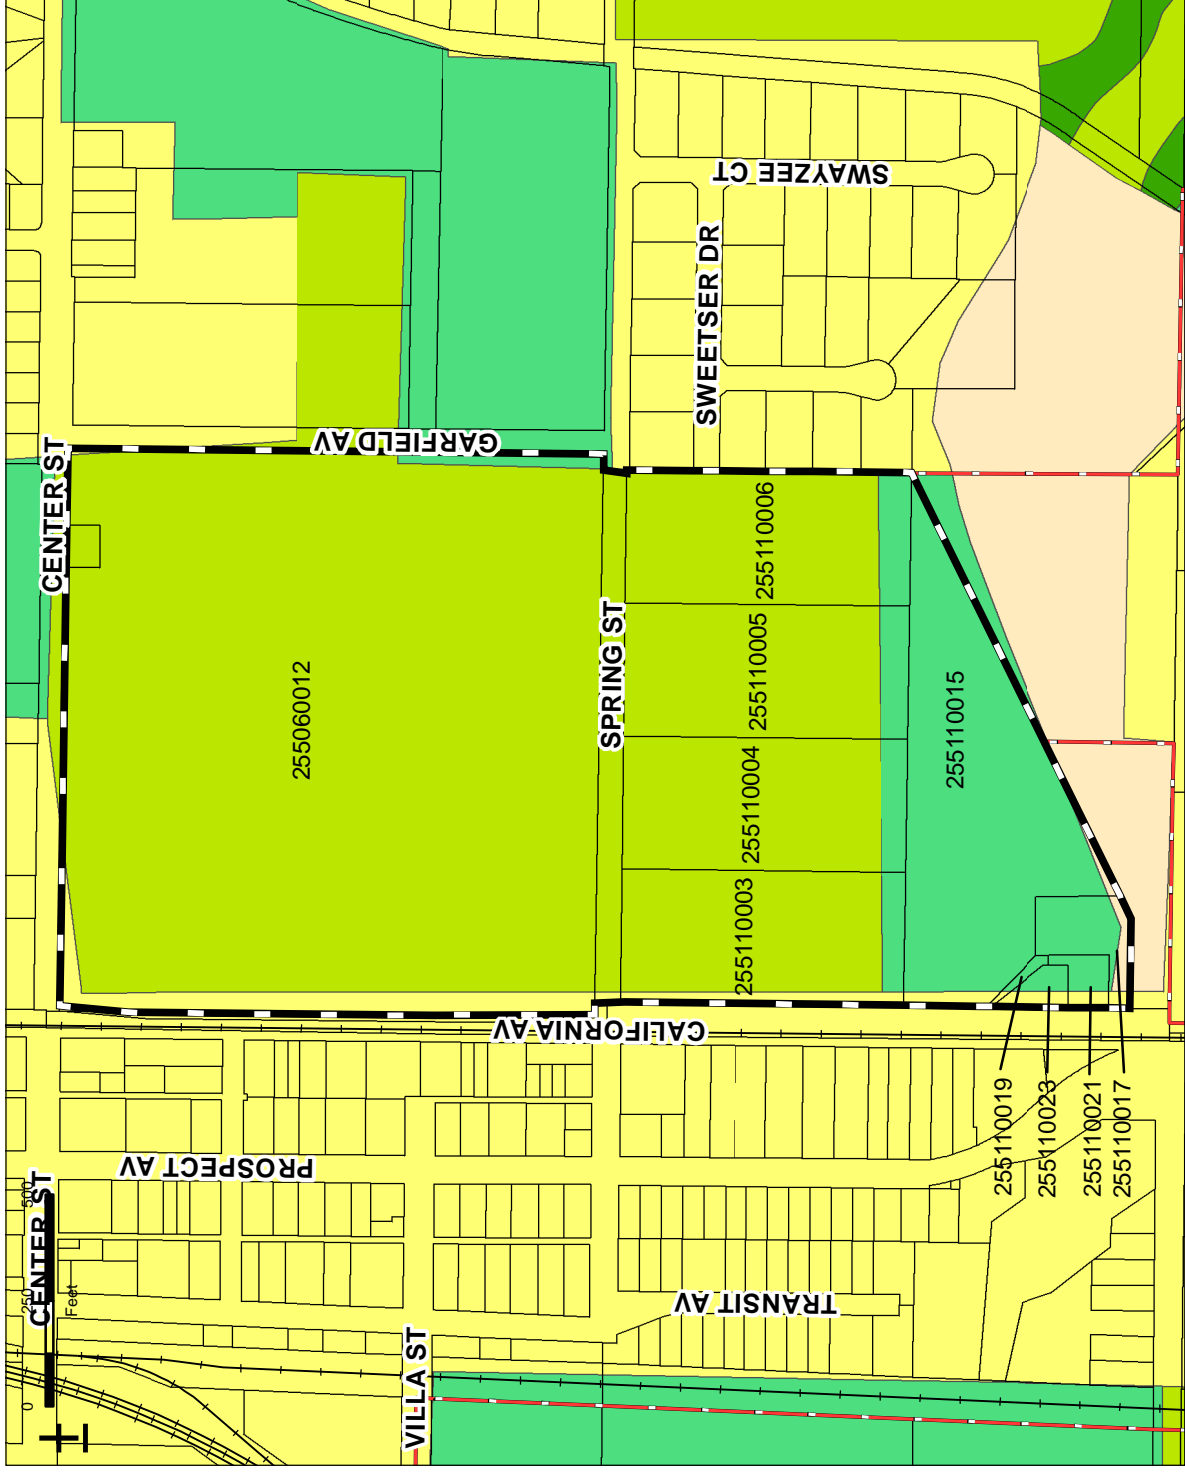 CENTER ST
GARFIELD AV
SWAYZEE CT
SWEETSER DR
255060012
SPRING ST
255110006
255110005
255110004
255110003
255110015
CALIFORNIA AV
255110019
255110023
255110021
255110017
PROSPECT AV
CENTER ST
0
250
500
Feet
TRANSIT AV
VILLA ST